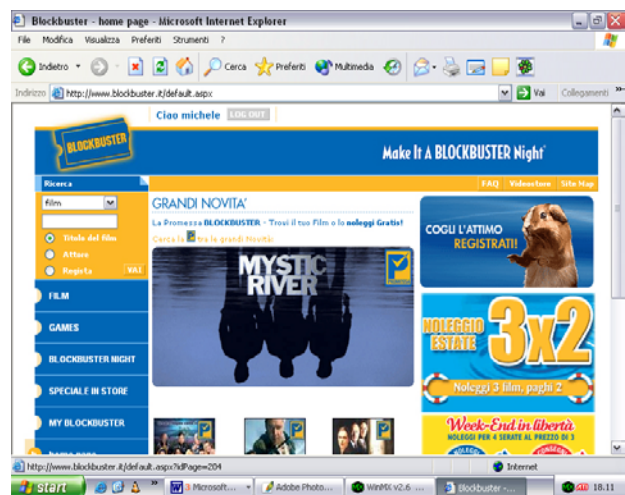 Blockbuster - home page - Microsoft Internet Explorer
File Modifica Visualizza Preferiti Strumenti ?
Indietro Cerca Preferiti Multimedia
Indirizzo http://www.blockbuster.it/default.aspx Vai Collegamenti
Ciao michele LOG OUT
BLOCKBUSTER
Make It A BLOCKBUSTER Night
Ricerca FAQ Videostore Site Map
film
Titolo del film
Attore
Regista VAI
FILM
GAMES
BLOCKBUSTER NIGHT
SPECIALE IN STORE
MY BLOCKBUSTER
home page
GRANDI NOVITA'
La Promessa BLOCKBUSTER - Trovi il tuo Film o lo noleggi Gratis!
Cerca la tra le grandi Novità:
MYSTIC
RIVER
COGLI L'ATTIMO
REGISTRATI!
NOLEGGIO
ESTATE
3x2
Noleggi 3 film, paghi 2
Week-End in libertà
NOLEGGI PER 4 SERATE AL PREZZO DI 3
http://www.blockbuster.it/default.aspx?idPage=204 Internet
start 3 Microsoft... Adobe Photo... WinMX v2.6 ... Blockbuster -... 18.11